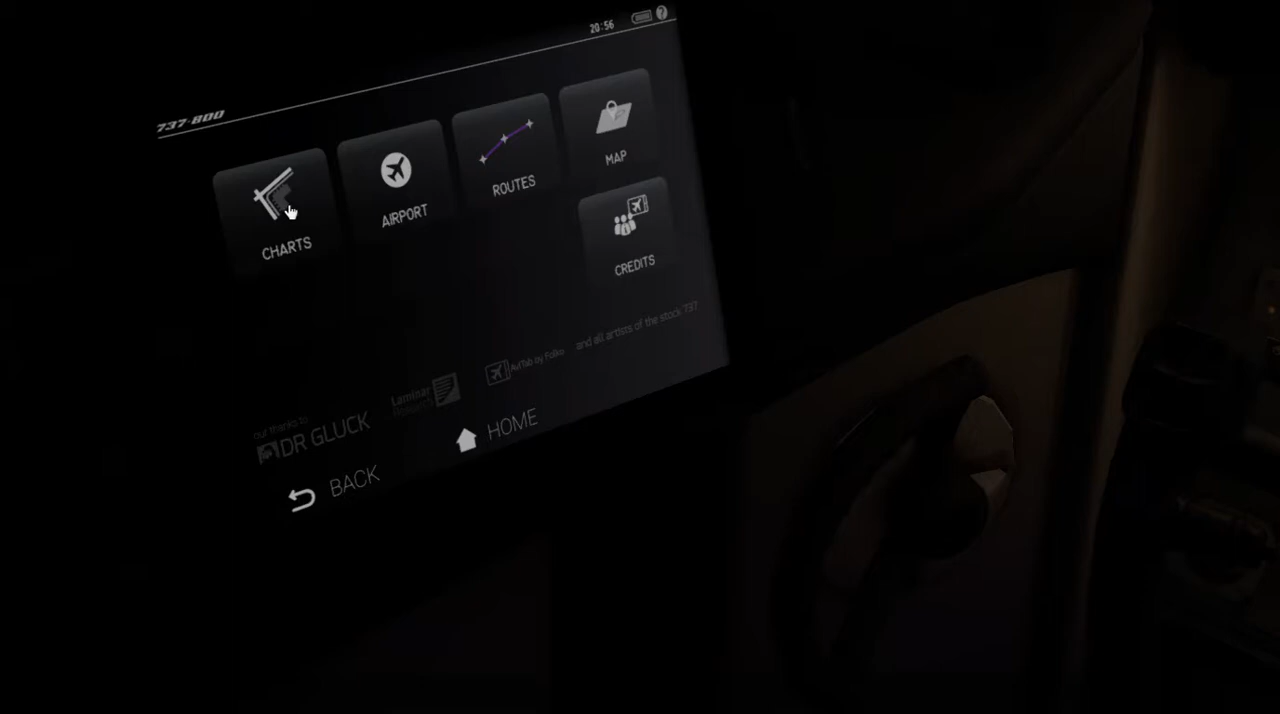 20:56
737-800
CHARTS
AIRPORT
ROUTES
MAP
CREDITS
our thanks to
DR GLUCK
Laminar
Research
AviTab by Folko
and all artists of the stock 737
BACK
HOME